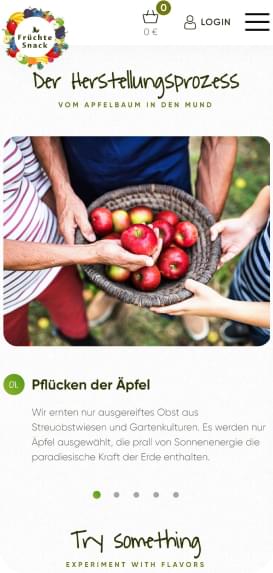 Früchte
Snack
0
0 €
LOGIN
Der Herstellungsprozess
VOM APFELBAUM IN DEN MUND
01.
Pflücken der Äpfel
Wir ernten nur ausgereiftes Obst aus
Streuobstwiesen und Gartenkulturen. Es werden nur
Äpfel ausgewählt, die prall von Sonnenenergie die
paradiesische Kraft der Erde enthalten.
Try something
EXPERIMENT WITH FLAVORS